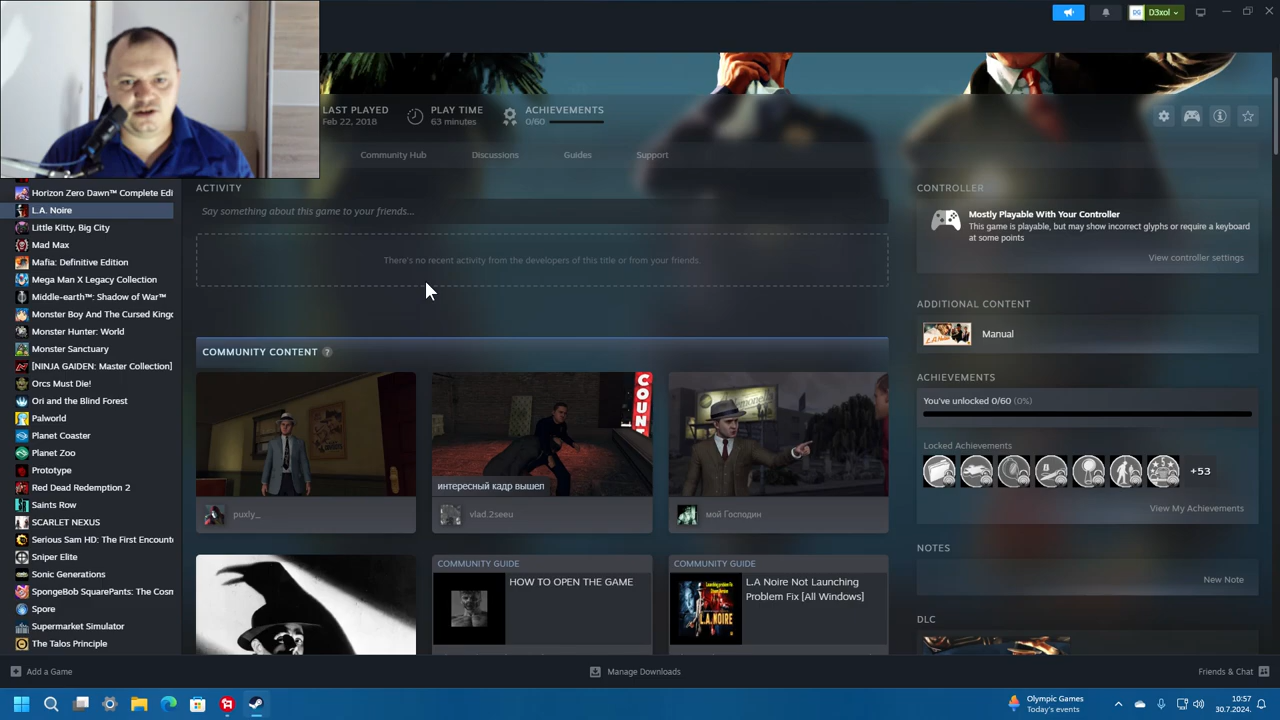 DG D3xol
LAST PLAYED
Feb 22, 2018
PLAY TIME
63 minutes
ACHIEVEMENTS
0/60
Community Hub
Discussions
Guides
Support
Horizon Zero Dawn™ Complete Edi
L.A. Noire
Little Kitty, Big City
Mad Max
Mafia: Definitive Edition
Mega Man X Legacy Collection
Middle-earth™: Shadow of War™
Monster Boy And The Cursed Kingd
Monster Hunter: World
Monster Sanctuary
[NINJA GAIDEN: Master Collection]
Orcs Must Die!
Ori and the Blind Forest
Palworld
Planet Coaster
Planet Zoo
Prototype
Red Dead Redemption 2
Saints Row
SCARLET NEXUS
Serious Sam HD: The First Encount
Sniper Elite
Sonic Generations
SpongeBob SquarePants: The Cosm
Spore
Supermarket Simulator
The Talos Principle
ACTIVITY
Say something about this game to your friends...
There's no recent activity from the developers of this title or from your friends.
COMMUNITY CONTENT ?
COUN
интересный кадр вышел
puxly_
vlad.2seeu
мой Господин
COMMUNITY GUIDE
HOW TO OPEN THE GAME
COMMUNITY GUIDE
L.A Noire Not Launching
Problem Fix [All Windows]
L.A.NOIRE
CONTROLLER
Mostly Playable With Your Controller
This game is playable, but may show incorrect glyphs or require a keyboard
at some points
View controller settings
ADDITIONAL CONTENT
Manual
ACHIEVEMENTS
You've unlocked 0/60 (0%)
Locked Achievements
+53
View My Achievements
NOTES
New Note
DLC
Add a Game
Manage Downloads
Friends & Chat
Olympic Games
Today's events
10:57
30.7.2024.